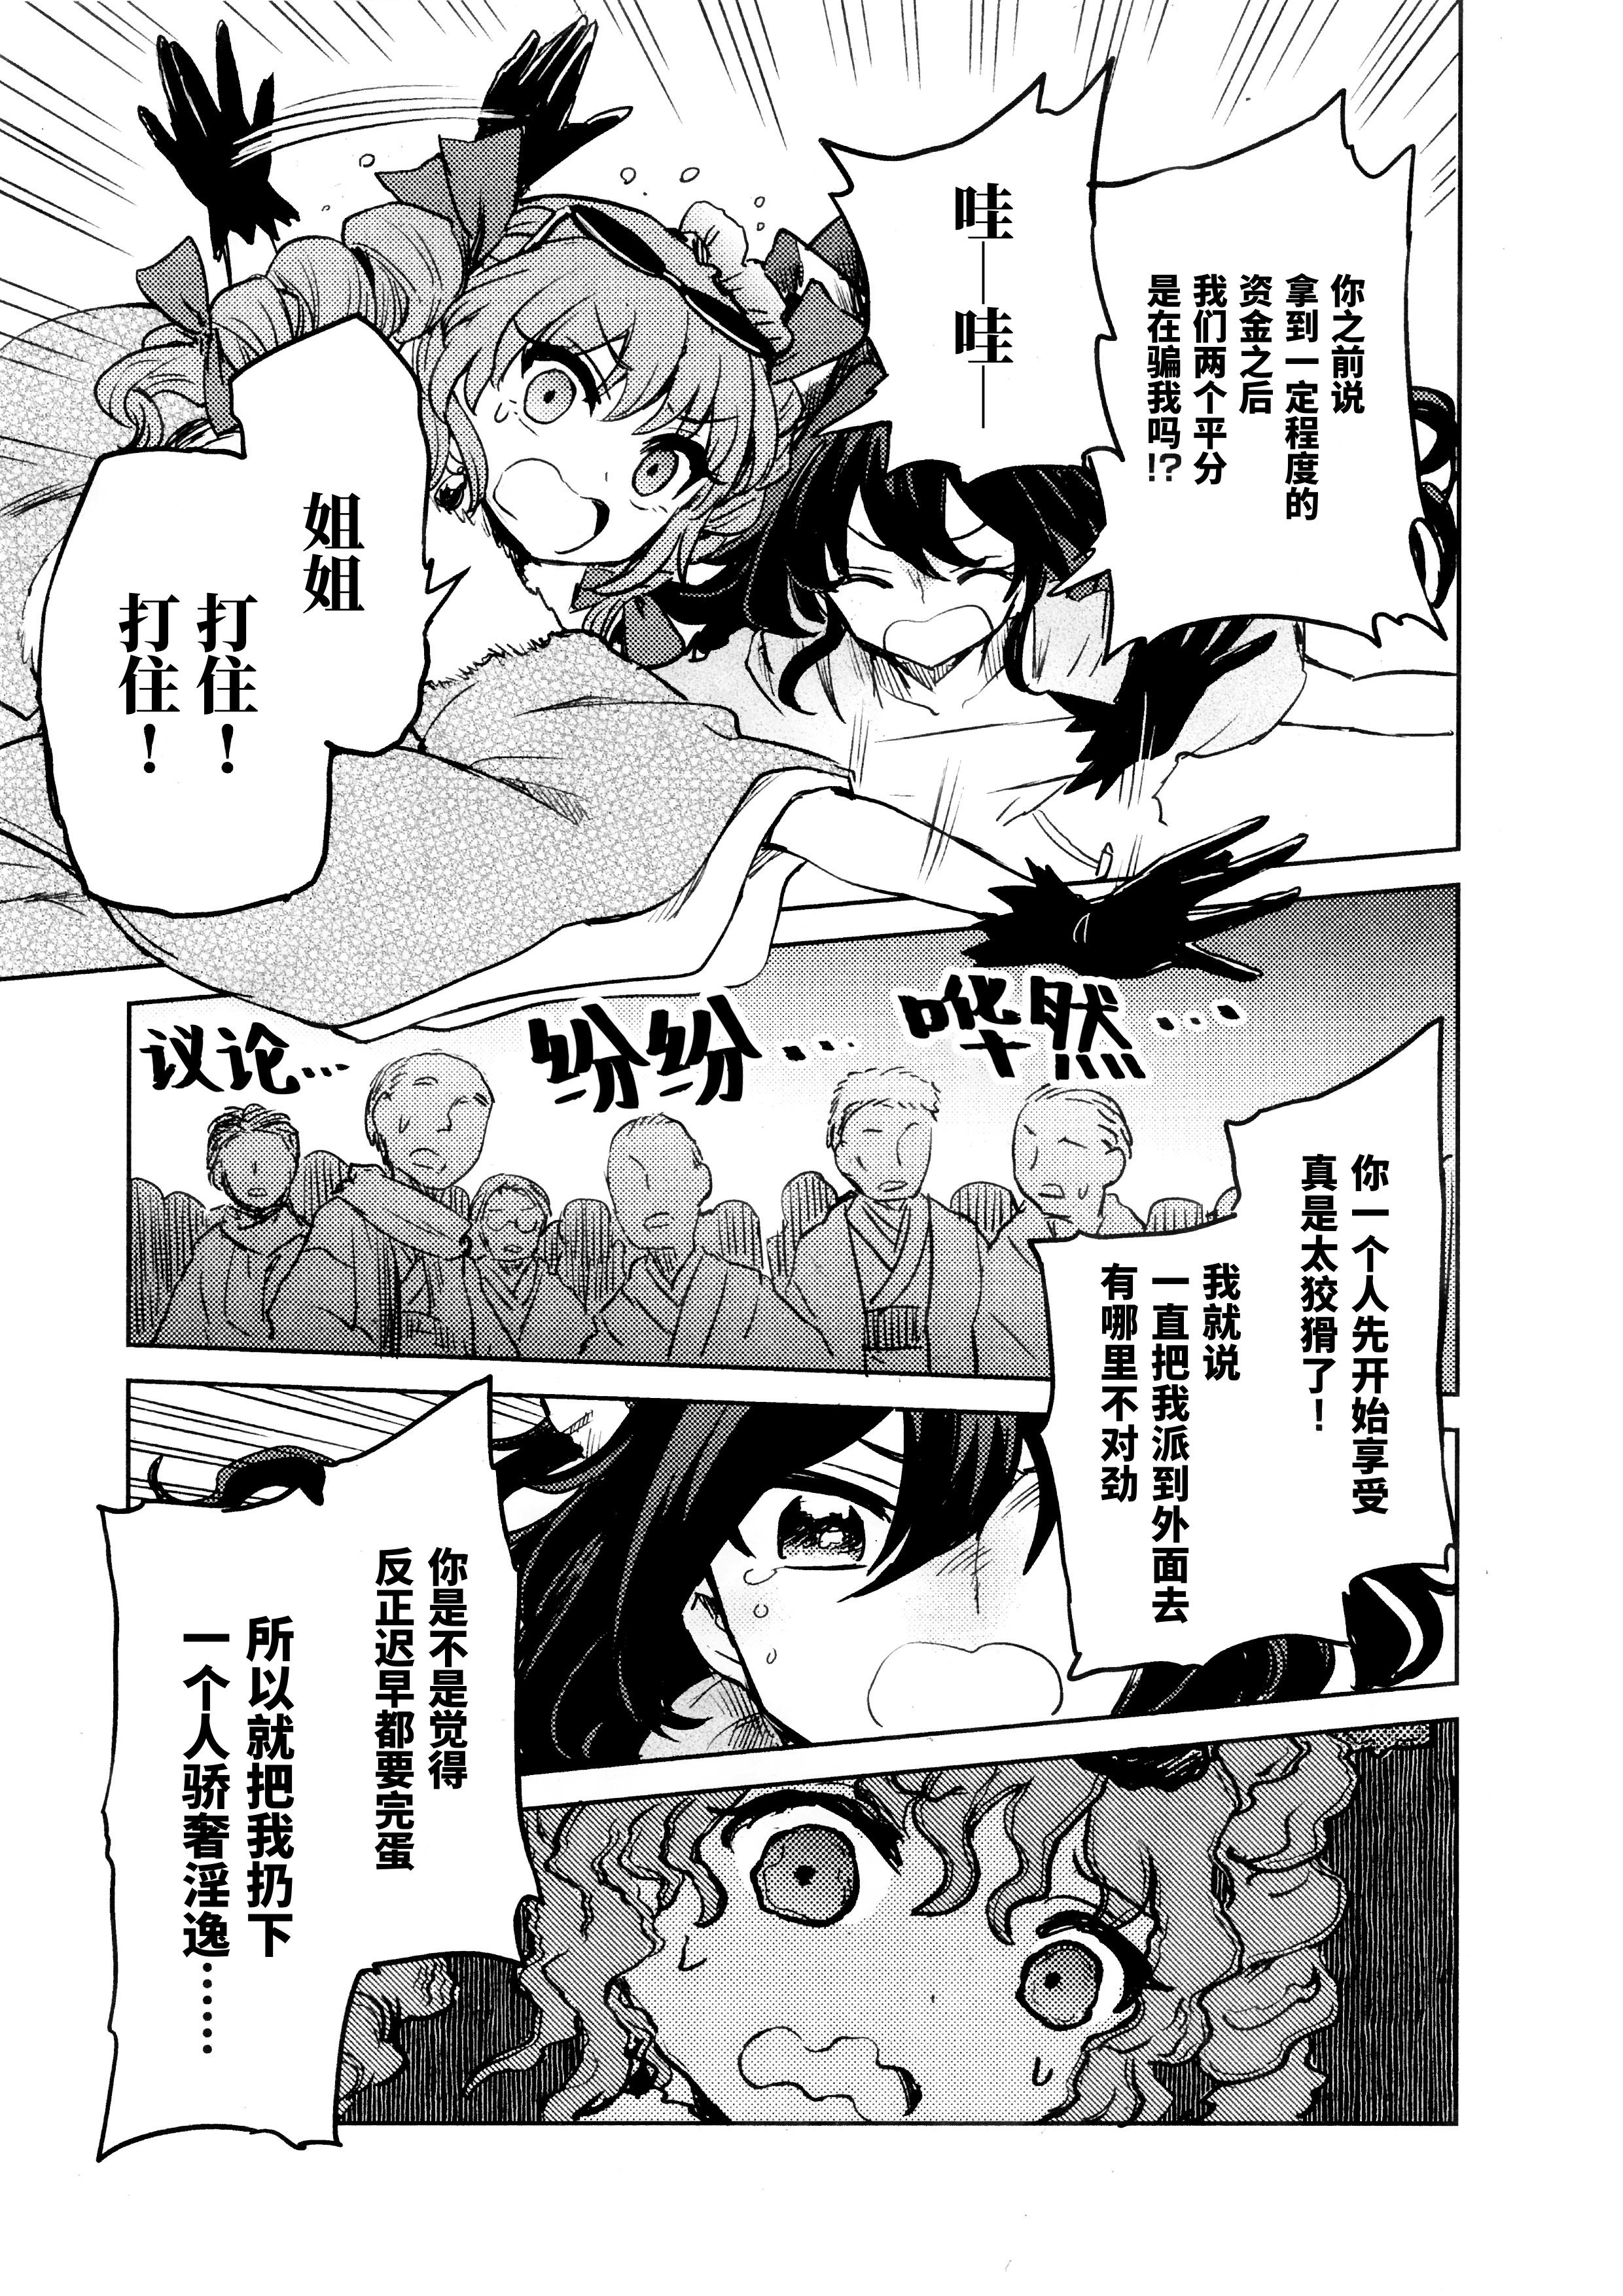 你之前说
拿到一定程度的
资金之后
我们两个平分
是在骗我吗!?
哇—哇—
姐姐
打住！
打住！
哗然…
纷纷…
议论…
你一个人先开始享受
真是太狡猾了！
我就说
一直把我派到外面去
有哪里不对劲
你是不是觉得
反正迟早都要完蛋
所以就把我扔下
一个人骄奢淫逸……